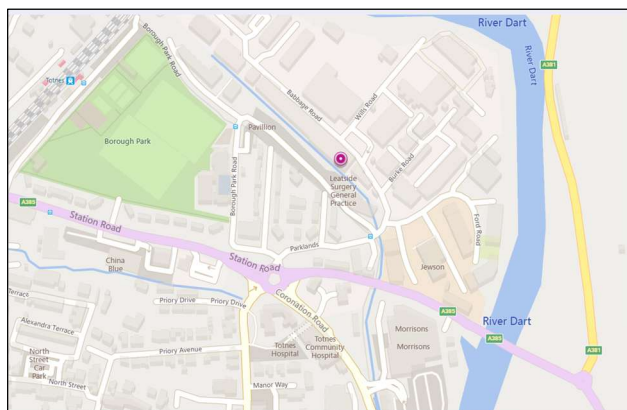 River Dart
Borough Park
Road
River Dart
A381
Totnes
Babbage Road
Wills Road
Pavillion
Borough Park
Leatside
Surgery
General
Practice
Burke Road
Borough Park Road
A385
Station Road
Ford Road
Parklands
China
Blue
Station Road
Jewson
Terrace
Priory Drive
Priory Drive
Coronation Road
A385
River Dart
Alexandra Terrace
Morrisons
A385
North
Street
Car
Park
Priory Avenue
Totnes
Hospital
Totnes
Community
Hospital
Morrisons
A381
North Street
Manor Way